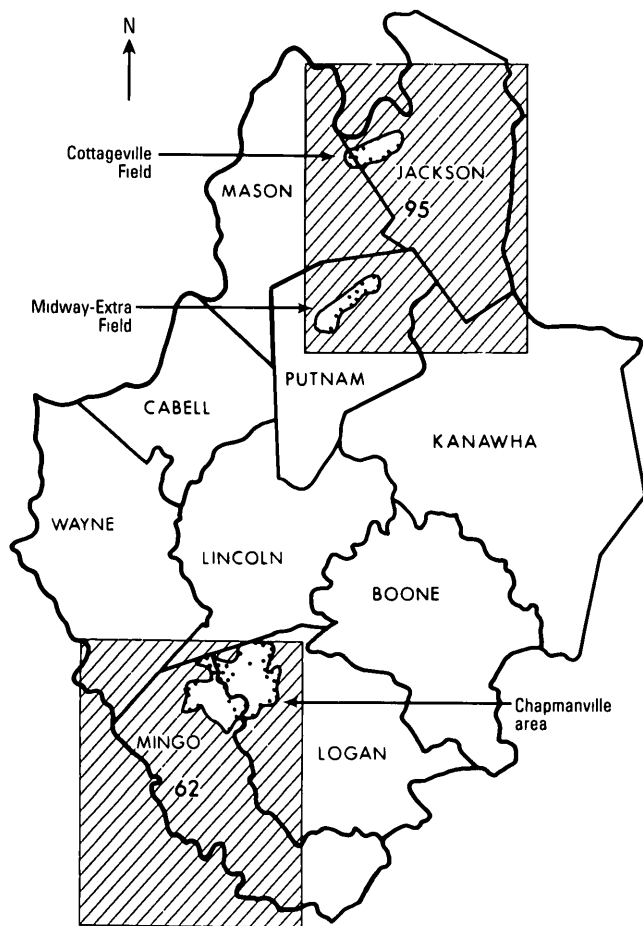 N
Cottageville
Field
MASON
JACKSON
95
Midway-Extra
Field
PUTNAM
CABELL
KANAWHA
WAYNE
LINCOLN
BOONE
Chapmanville
area
MINGO
LOGAN
62